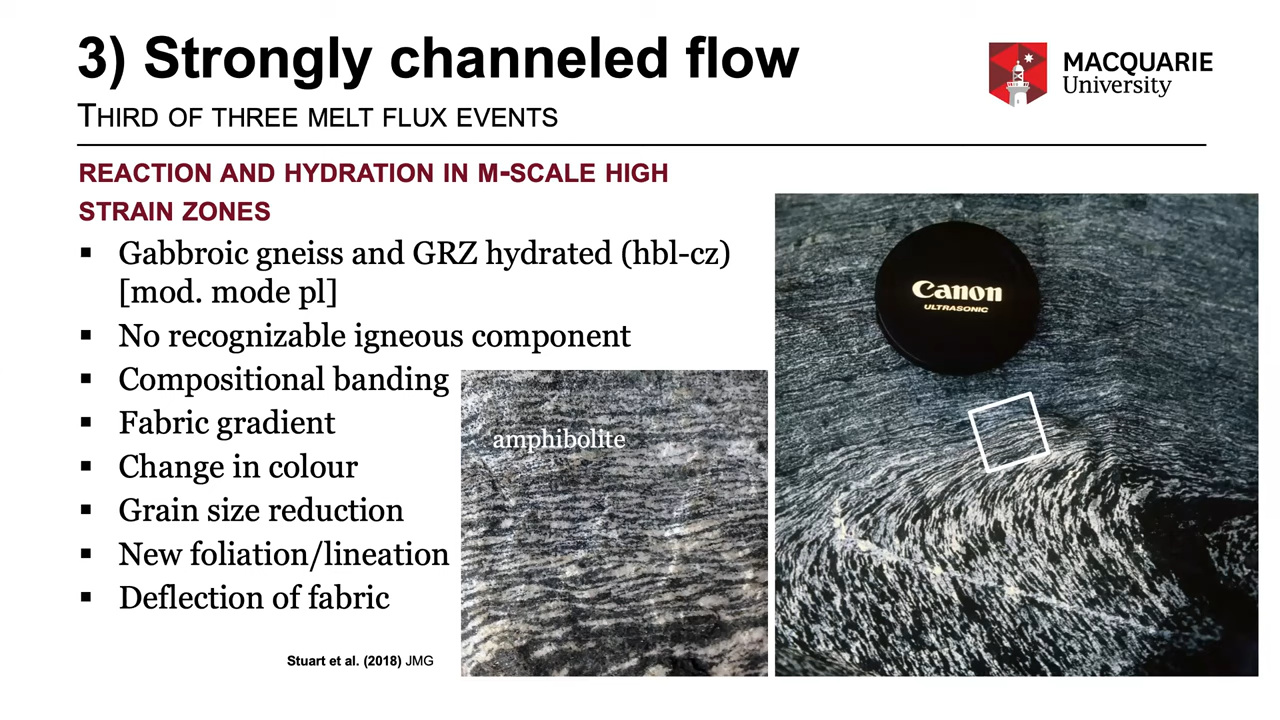 3) Strongly channeled flow
THIRD OF THREE MELT FLUX EVENTS
MACQUARIE
University
REACTION AND HYDRATION IN M-SCALE HIGH
STRAIN ZONES
▪ Gabbroic gneiss and GRZ hydrated (hbl-cz)
[mod. mode pl]
▪ No recognizable igneous component
▪ Compositional banding
▪ Fabric gradient
▪ Change in colour
▪ Grain size reduction
▪ New foliation/lineation
▪ Deflection of fabric
amphibolite
Canon
ULTRASONIC
Stuart et al. (2018) JMG